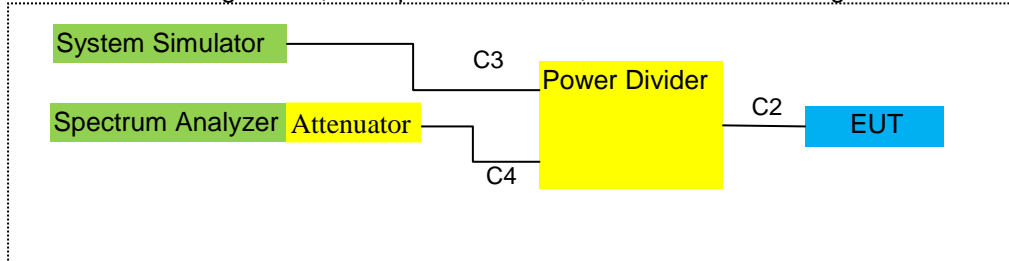 System Simulator
C3
Power Divider
C2
Spectrum Analyzer Attenuator
EUT
C4